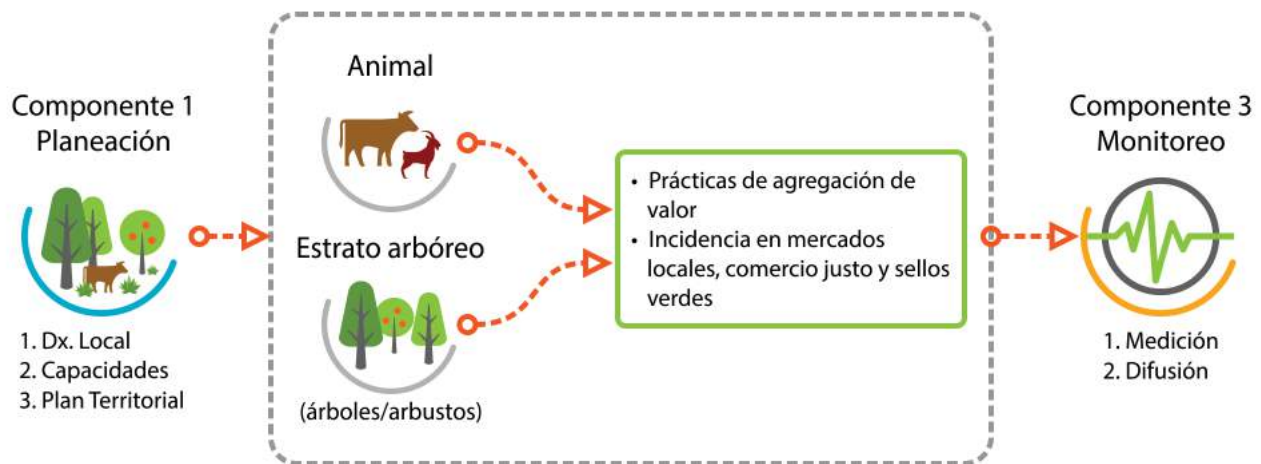 Componente 1
Planeación
1. Dx. Local
2. Capacidades
3. Plan Territorial
Animal
Estrato arbóreo
(árboles/arbustos)
• Prácticas de agregación de
valor
• Incidencia en mercados
locales, comercio justo y sellos
verdes
Componente 3
Monitoreo
1. Medición
2. Difusión